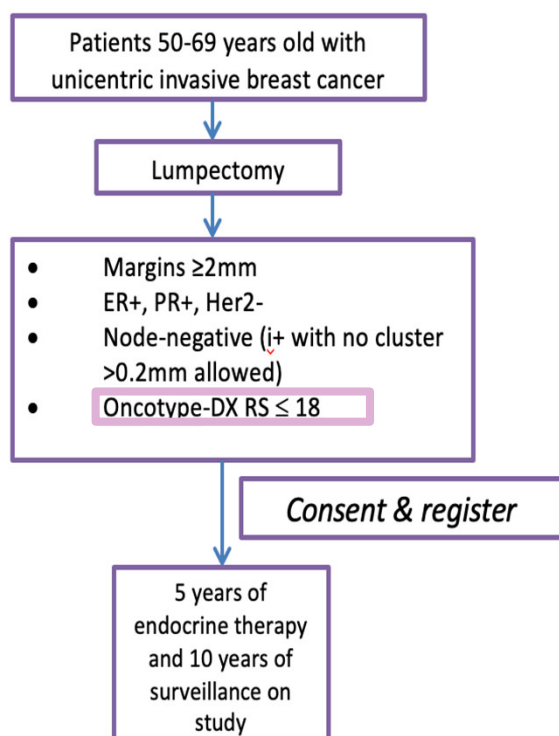 Patients 50-69 years old with
unicentric invasive breast cancer
Lumpectomy
• Margins ≥2mm
• ER+, PR+, Her2-
• Node-negative (i+ with no cluster
>0.2mm allowed)
• Oncotype-DX RS ≤ 18
Consent & register
5 years of
endocrine therapy
and 10 years of
surveillance on
study